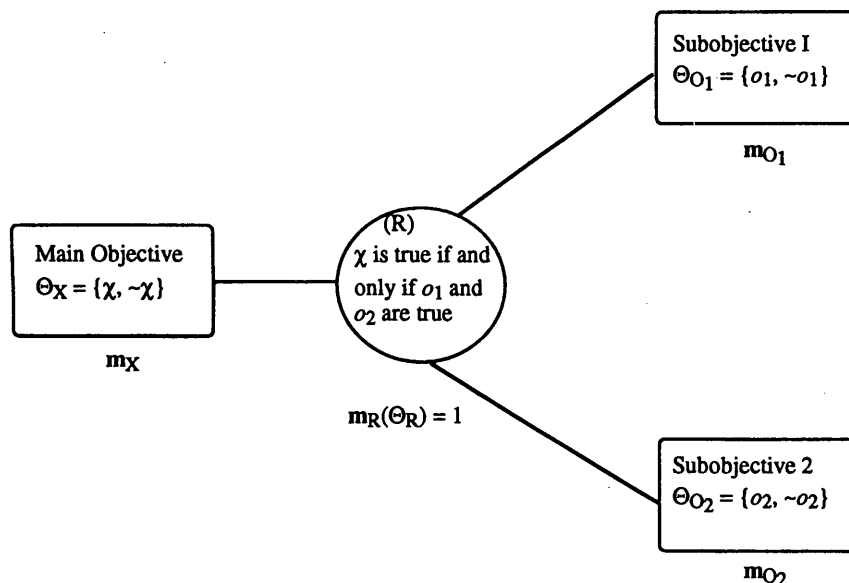 Subobjective I
Θ_O1 = {o1, ~o1}
m_O1
(R)
χ is true if and
only if o1 and
o2 are true
Main Objective
Θ_X = {χ, ~χ}
m_X
m_R(Θ_R) = 1
Subobjective 2
Θ_O2 = {o2, ~o2}
m_O2